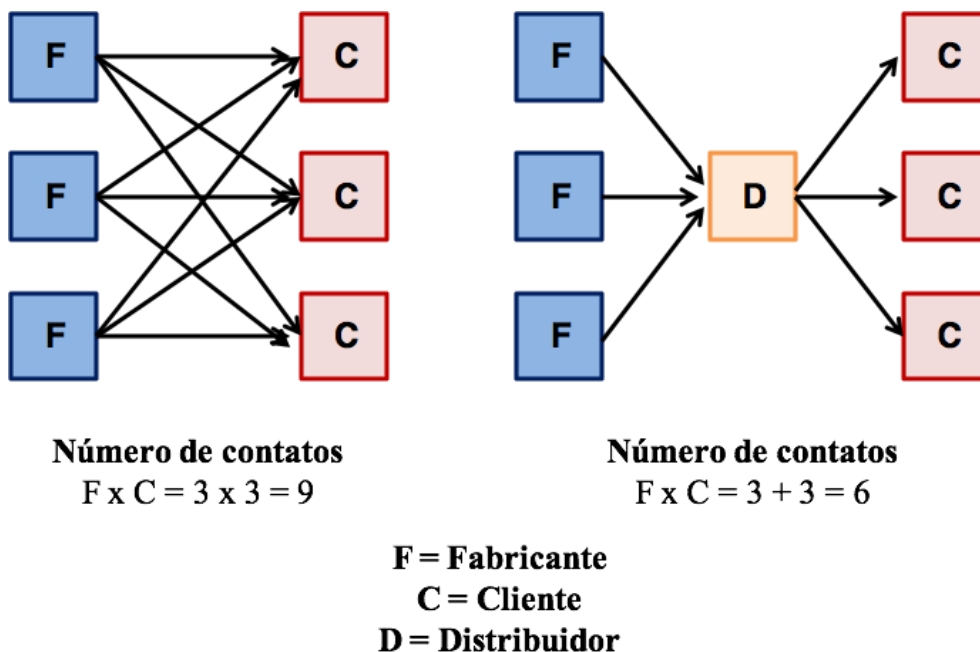 F C F C
F C F D C
F C F C
Número de contatos
F x C = 3 x 3 = 9
Número de contatos
F x C = 3 + 3 = 6
F = Fabricante
C = Cliente
D = Distribuidor